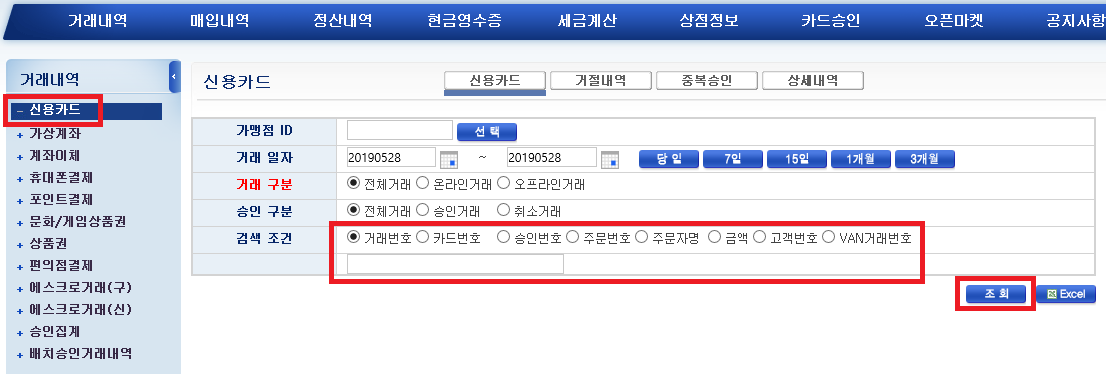 거래내역 매입내역 정산내역 현금영수증 세금계산 상점정보 카드승인 오픈마켓 공지사항
거래내역
– 신용카드
+ 가상계좌
+ 계좌이체
+ 휴대폰결제
+ 포인트결제
+ 문화/게임상품권
+ 상품권
+ 편의점결제
+ 에스크로거래(구)
+ 에스크로거래(신)
+ 승인집계
+ 배치승인거래내역
신용카드 신용카드 거절내역 중복승인 상세내역
가맹점 ID 선 택
거래 일자 20190528 ~ 20190528 당 일 7일 15일 1개월 3개월
거래 구분 전체거래 온라인거래 오프라인거래
승인 구분 전체거래 승인거래 취소거래
검색 조건 거래번호 카드번호 승인번호 주문번호 주문자명 금액 고객번호 VAN거래번호
조 회 Excel